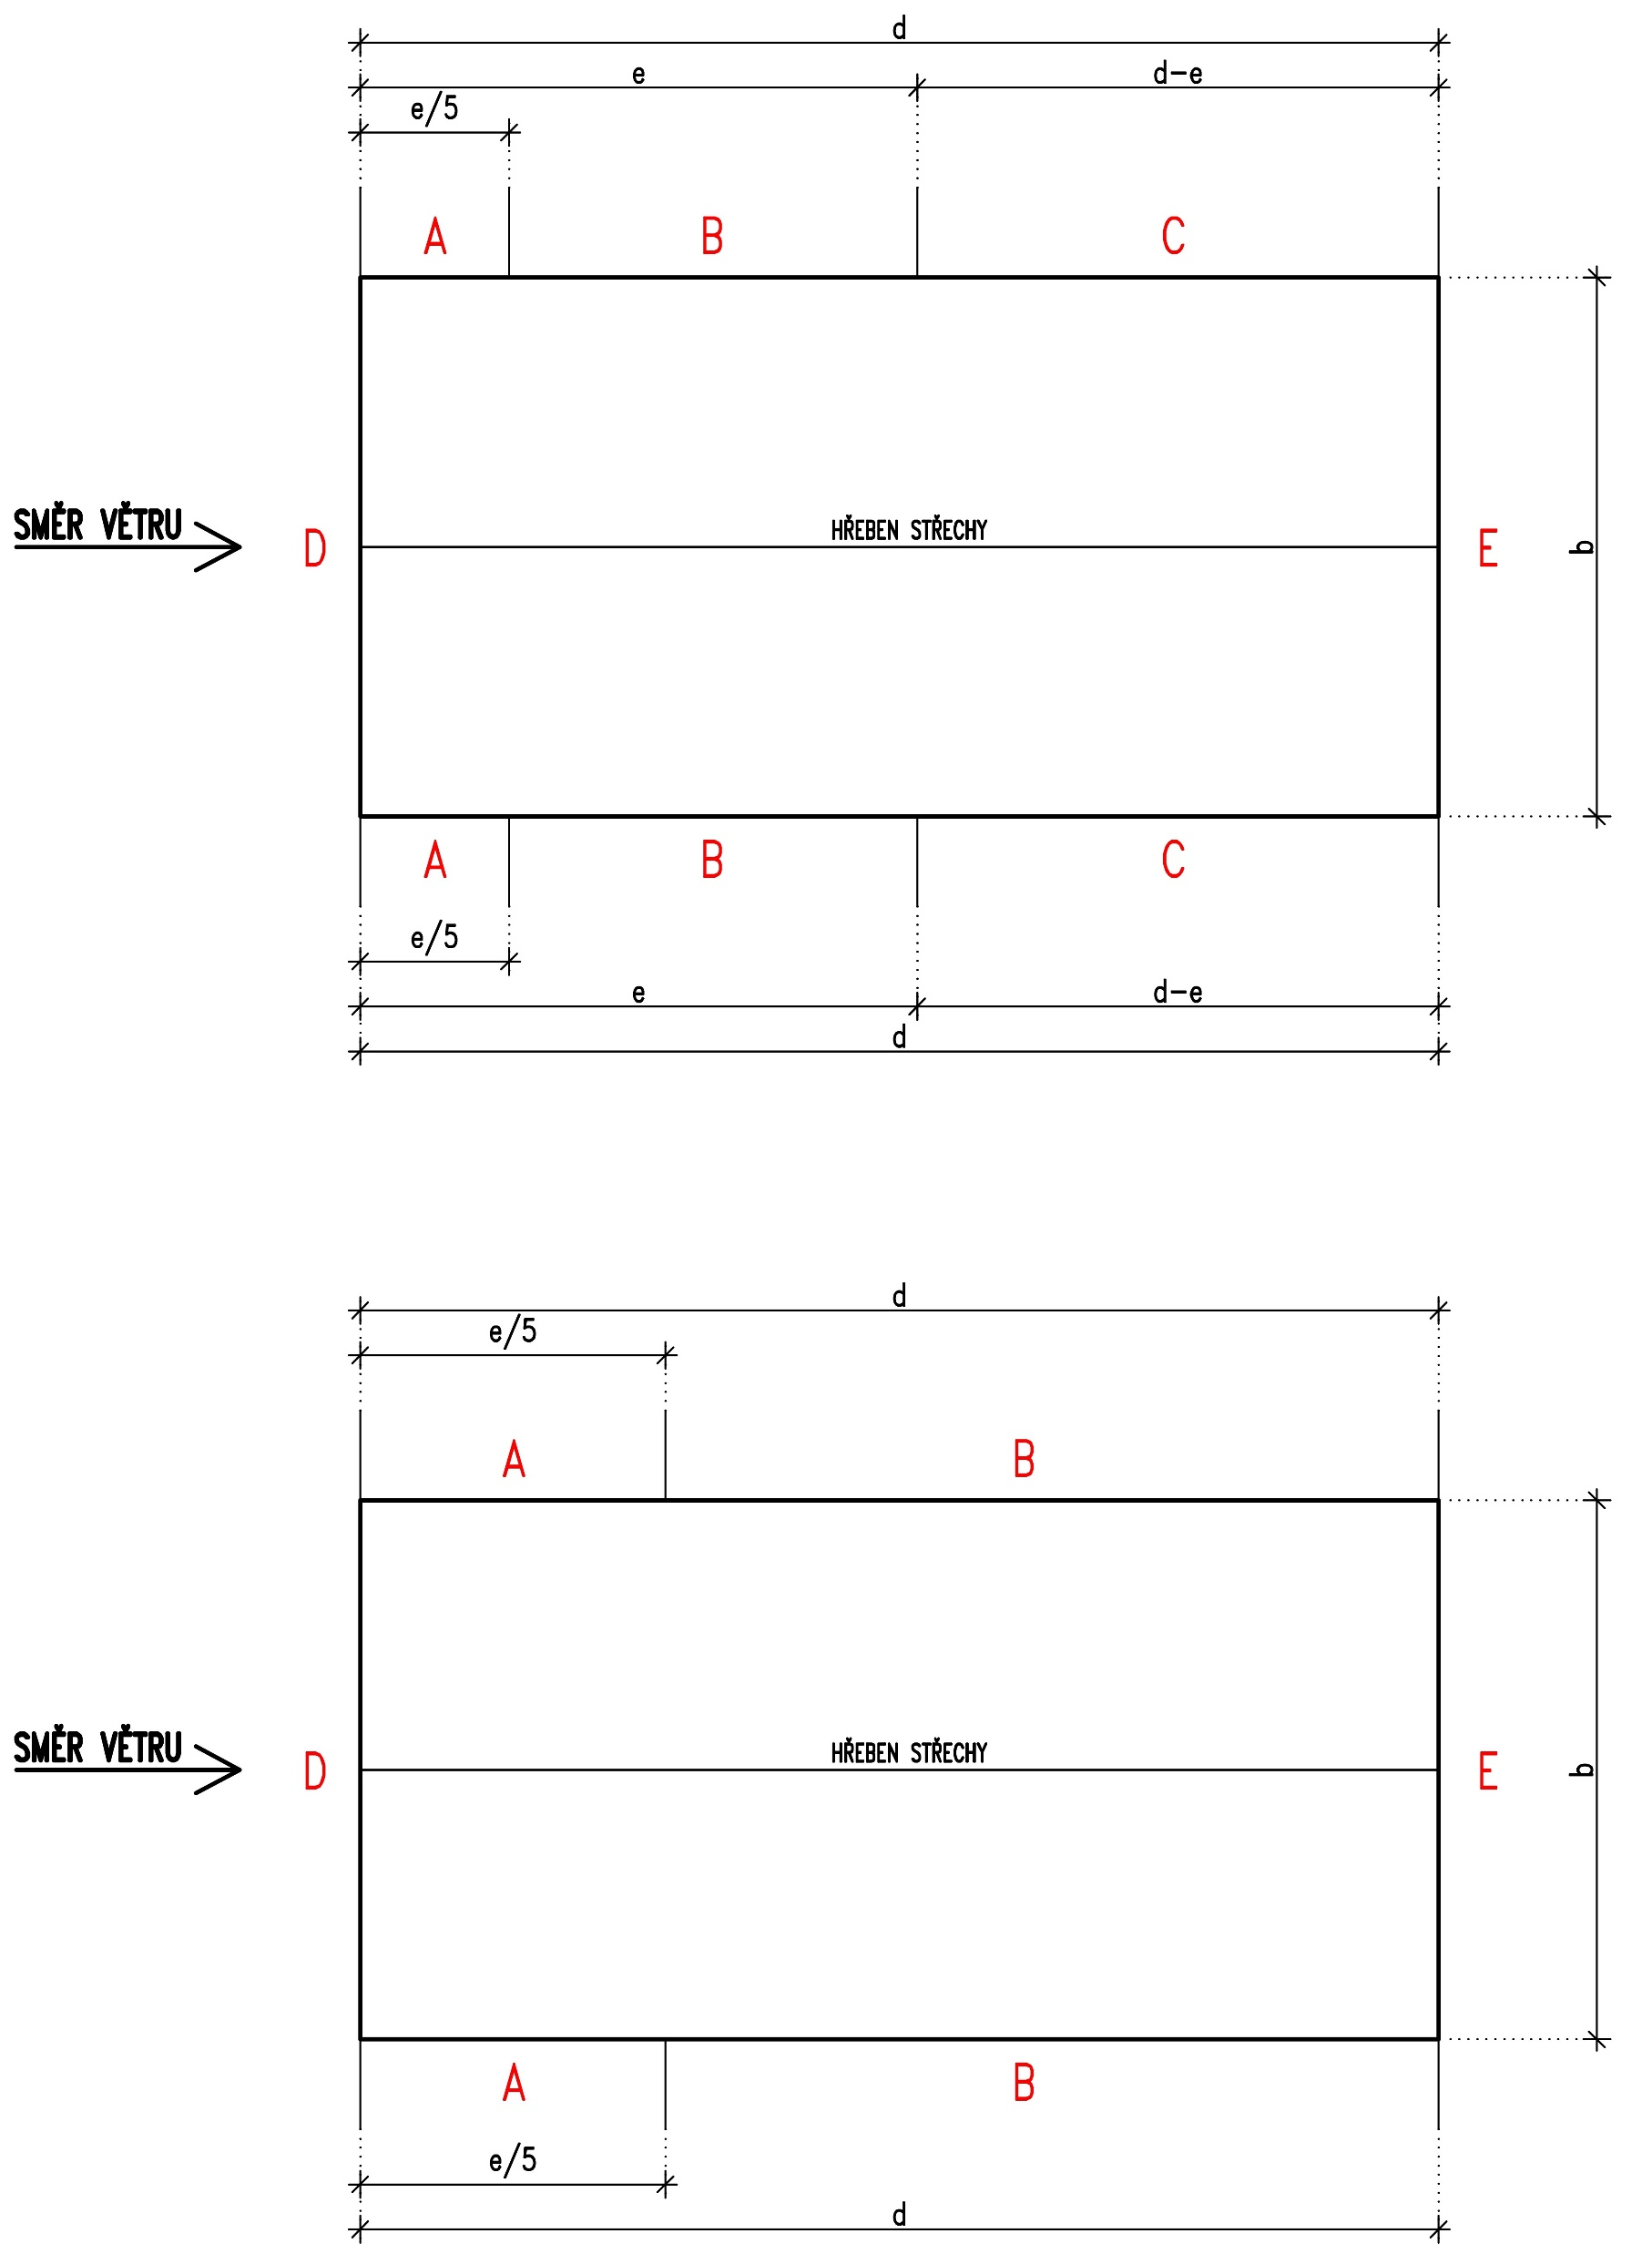 d
e d-e
e/5
A B C
SMĚR VĚTRU
D
HŘEBEN STŘECHY
E
b
A B C
e/5
e d-e
d
d
e/5
A B
SMĚR VĚTRU
D
HŘEBEN STŘECHY
E
b
A B
e/5
d